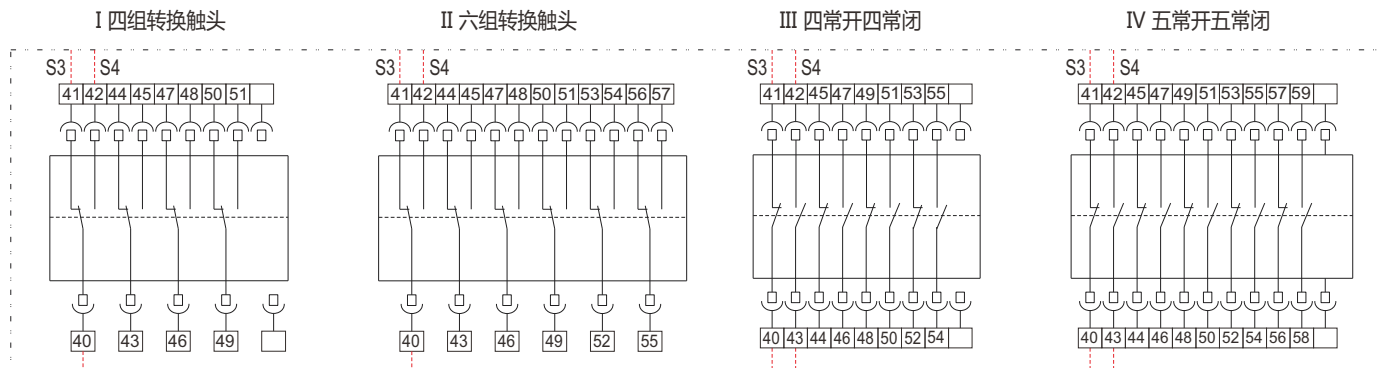 I 四组转换触头
II 六组转换触头
III 四常开四常闭
IV 五常开五常闭
S3 S4
S3 S4
S3 S4
S3 S4
41 42 44 45 47 48 50 51
41 42 44 45 47 48 50 51 53 54 56 57
41 42 45 47 49 51 53 55
41 42 45 47 49 51 53 55 57 59
40 43 46 49
40 43 46 49 52 55
40 43 44 46 48 50 52 54
40 43 44 46 48 50 52 54 56 58